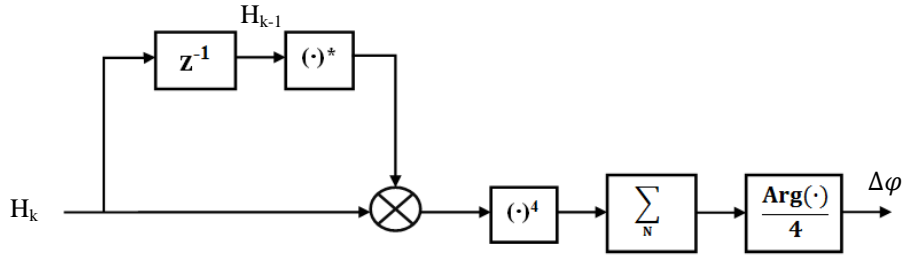 H_{k-1}
z^{-1}
(·)^*
H_k
(·)^4
∑
N
Arg(·)
4
Δφ